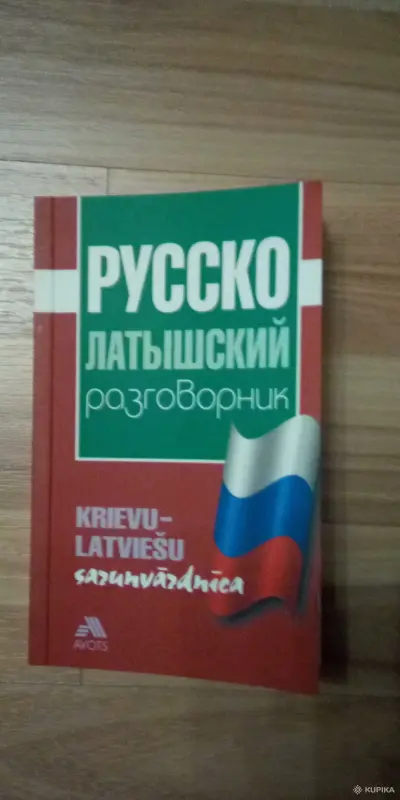 РУССКО
ЛАТЫШСКИЙ
разговорник
KRIEVU-
LATVIEŠU
sarunvārdnīca
AVOTS
KUPIKA